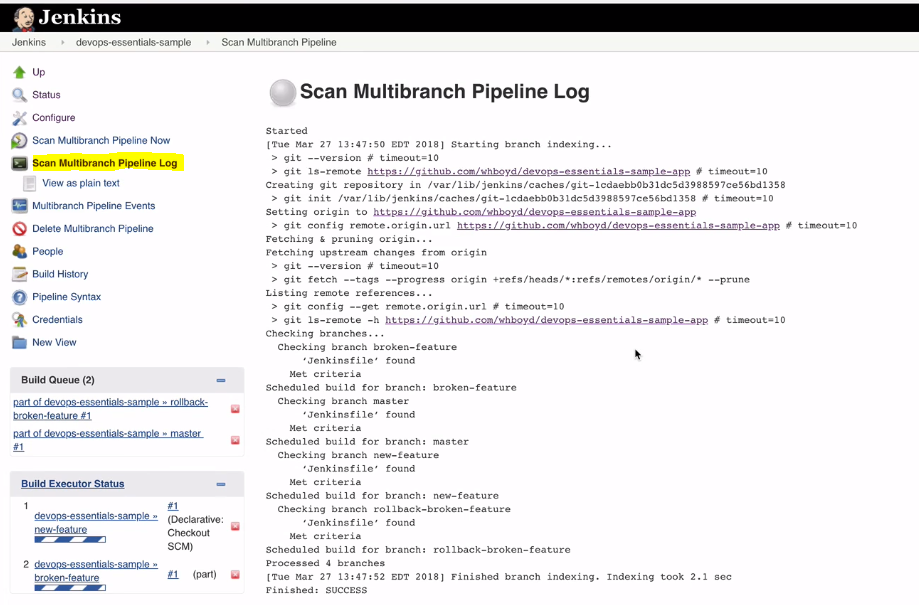 Jenkins
Jenkins › devops-essentials-sample › Scan Multibranch Pipeline
Up
Status
Configure
Scan Multibranch Pipeline Now
Scan Multibranch Pipeline Log
View as plain text
Multibranch Pipeline Events
Delete Multibranch Pipeline
People
Build History
Pipeline Syntax
Credentials
New View
Build Queue (2)
part of devops-essentials-sample » rollback-
broken-feature #1
part of devops-essentials-sample » master
#1
Build Executor Status
1
devops-essentials-sample »
new-feature
#1
(Declarative:
Checkout
SCM)
2 devops-essentials-sample »
broken-feature
#1 (part)
Scan Multibranch Pipeline Log
Started
[Tue Mar 27 13:47:50 EDT 2018] Starting branch indexing...
> git --version # timeout=10
> git ls-remote https://github.com/whboyd/devops-essentials-sample-app # timeout=10
Creating git repository in /var/lib/jenkins/caches/git-1cdaebb0b31dc5d3988597ce56bd1358
> git init /var/lib/jenkins/caches/git-1cdaebb0b31dc5d3988597ce56bd1358 # timeout=10
Setting origin to https://github.com/whboyd/devops-essentials-sample-app
> git config remote.origin.url https://github.com/whboyd/devops-essentials-sample-app # timeout=10
Fetching & pruning origin...
Fetching upstream changes from origin
> git --version # timeout=10
> git fetch --tags --progress origin +refs/heads/*:refs/remotes/origin/* --prune
Listing remote references...
> git config --get remote.origin.url # timeout=10
> git ls-remote -h https://github.com/whboyd/devops-essentials-sample-app # timeout=10
Checking branches...
Checking branch broken-feature
‘Jenkinsfile’ found
Met criteria
Scheduled build for branch: broken-feature
Checking branch master
‘Jenkinsfile’ found
Met criteria
Scheduled build for branch: master
Checking branch new-feature
‘Jenkinsfile’ found
Met criteria
Scheduled build for branch: new-feature
Checking branch rollback-broken-feature
‘Jenkinsfile’ found
Met criteria
Scheduled build for branch: rollback-broken-feature
Processed 4 branches
[Tue Mar 27 13:47:52 EDT 2018] Finished branch indexing. Indexing took 2.1 sec
Finished: SUCCESS